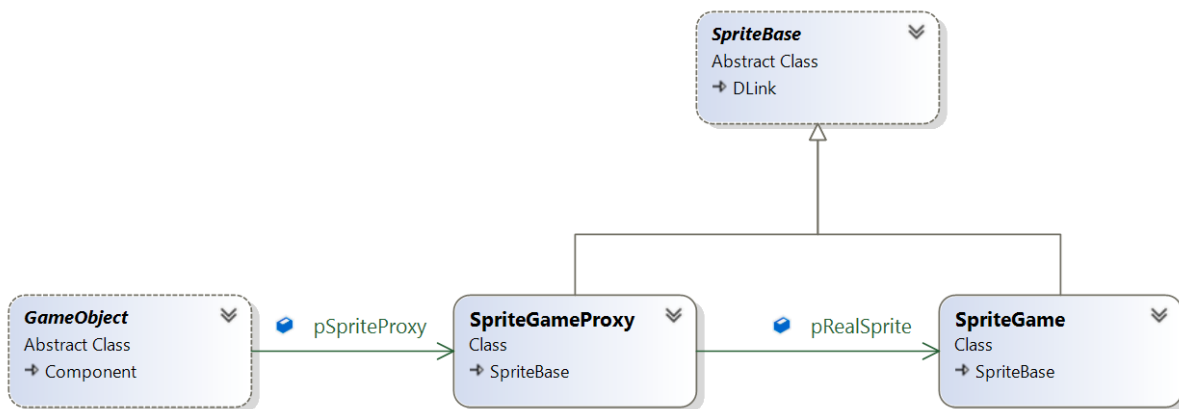 SpriteBase
Abstract Class
DLink
GameObject
Abstract Class
Component
pSpriteProxy
SpriteGameProxy
Class
SpriteBase
pRealSprite
SpriteGame
Class
SpriteBase